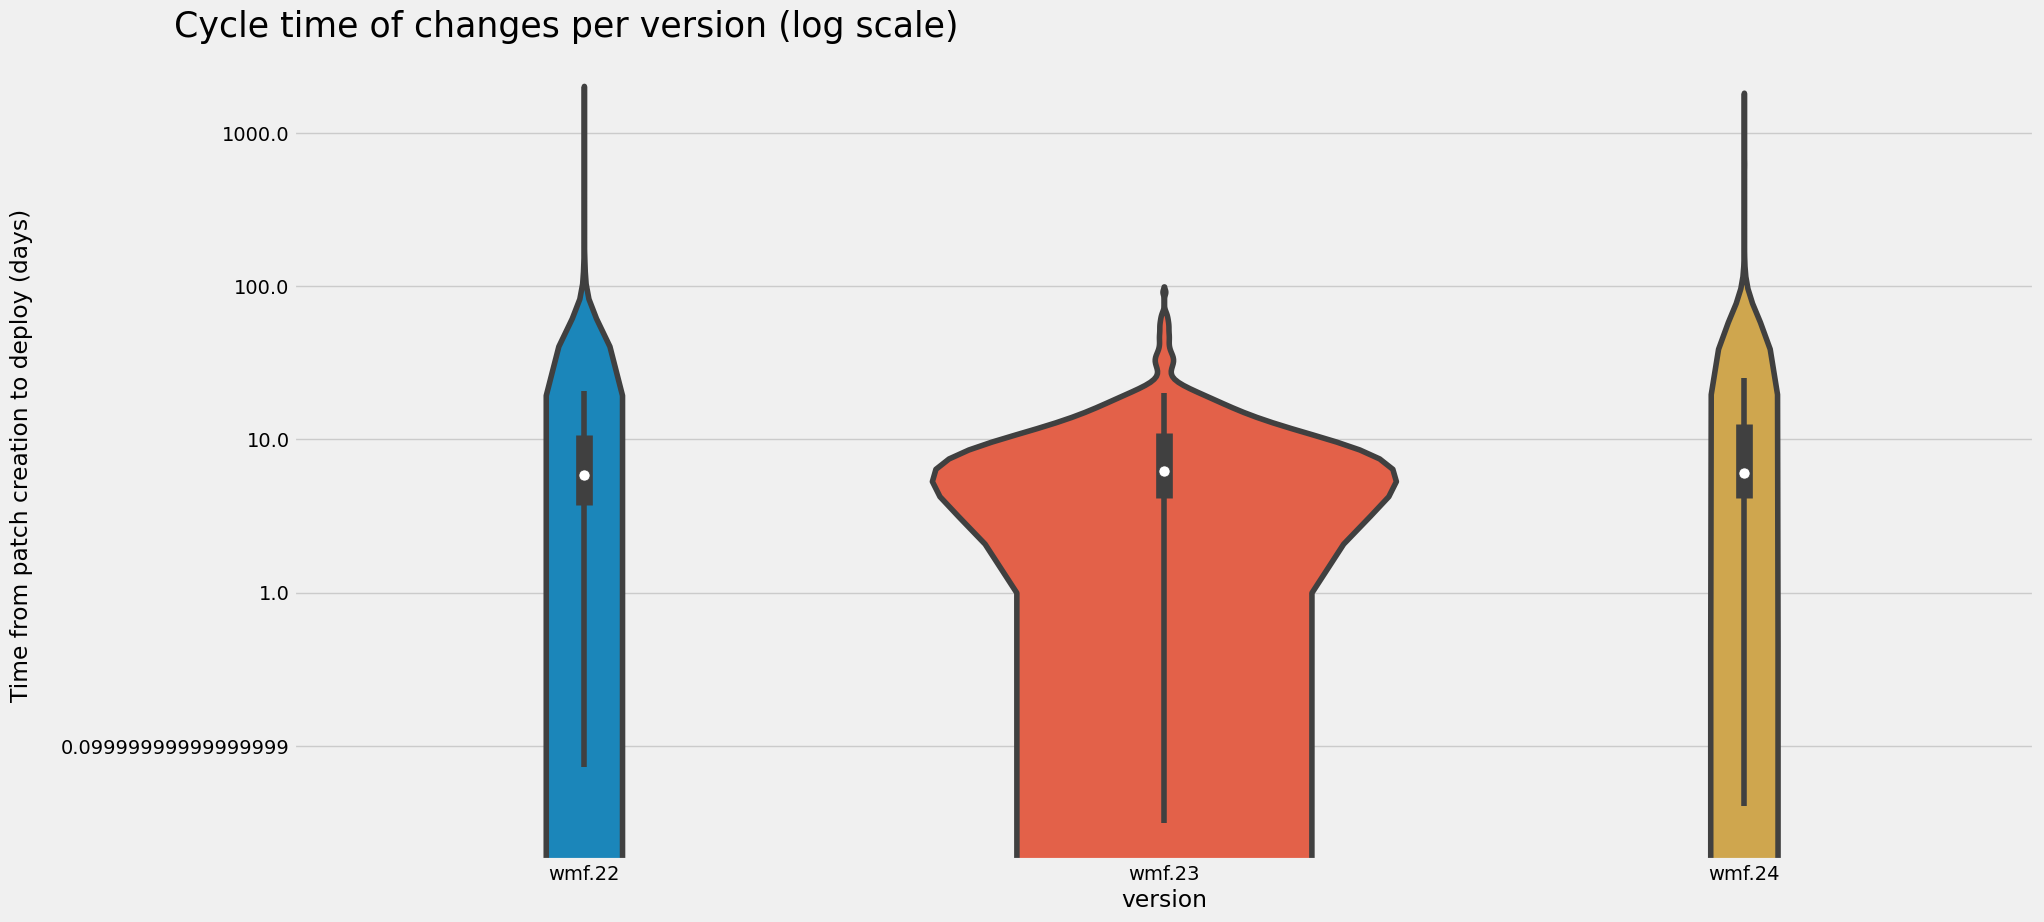 Cycle time of changes per version (log scale)
Time from patch creation to deploy (days)
1000.0
100.0
10.0
1.0
0.09999999999999999
wmf.22
wmf.23
wmf.24
version